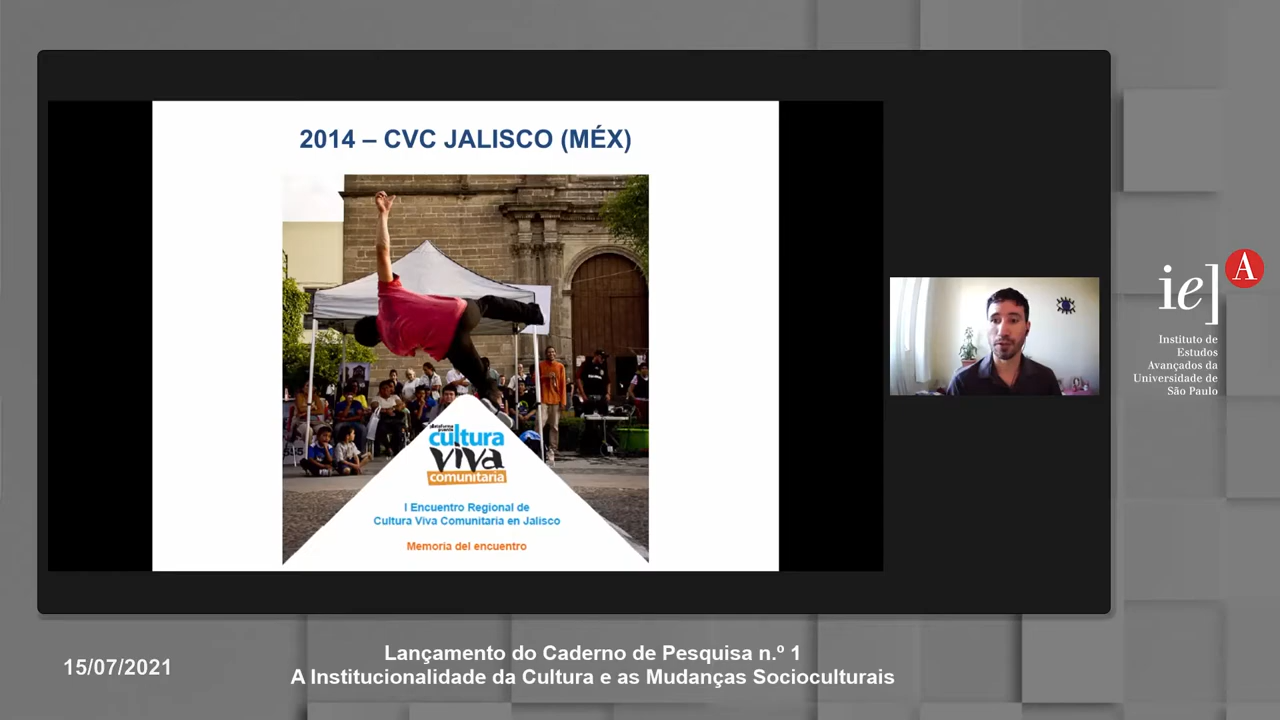 2014 – CVC JALISCO (MÉX)
plataforma puente
cultura
viva
comunitaria
I Encuentro Regional de
Cultura Viva Comunitaria en Jalisco
Memoria del encuentro
ie] A
Instituto de
Estudos
Avançados da
Universidade de
São Paulo
15/07/2021
Lançamento do Caderno de Pesquisa n.º 1
A Institucionalidade da Cultura e as Mudanças Socioculturais